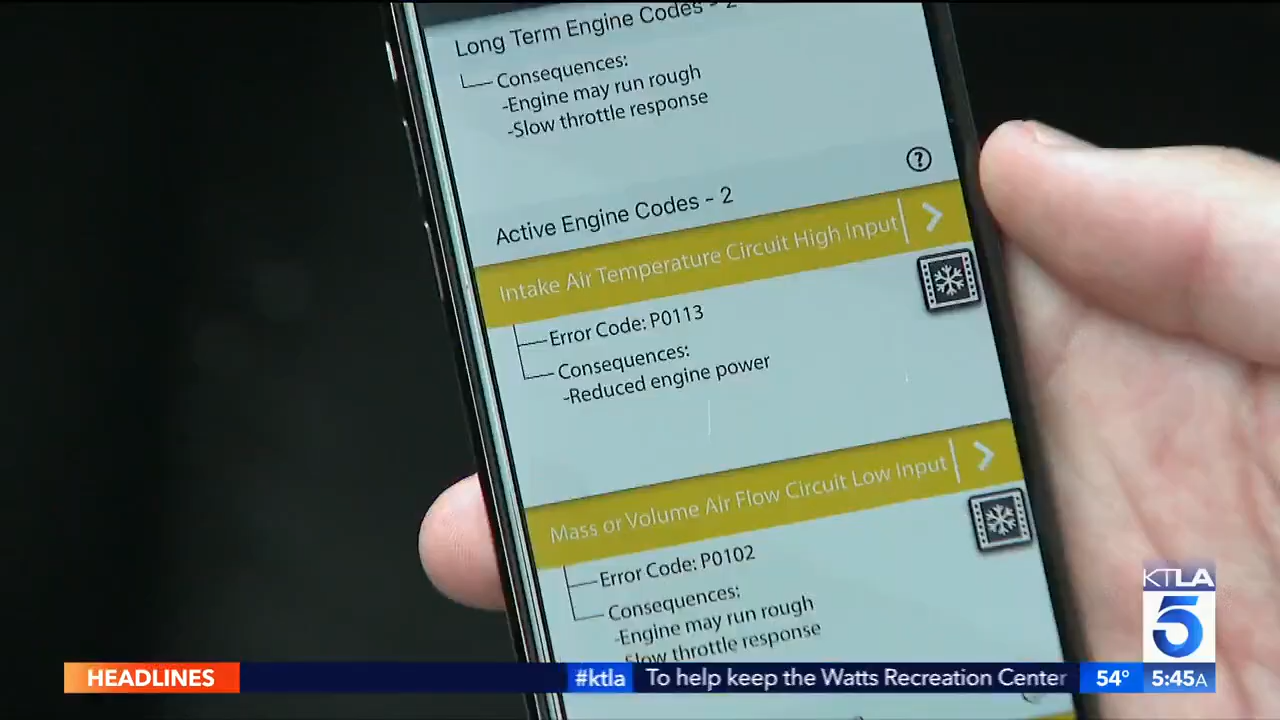 Long Term Engine Codes - 2
Consequences:
-Engine may run rough
-Slow throttle response
?
Active Engine Codes - 2
Intake Air Temperature Circuit High Input
Error Code: P0113
Consequences:
-Reduced engine power
Mass or Volume Air Flow Circuit Low Input
Error Code: P0102
Consequences:
-Engine may run rough
-Slow throttle response
KTLA
5
HEADLINES
#ktla To help keep the Watts Recreation Center
54° 5:45A